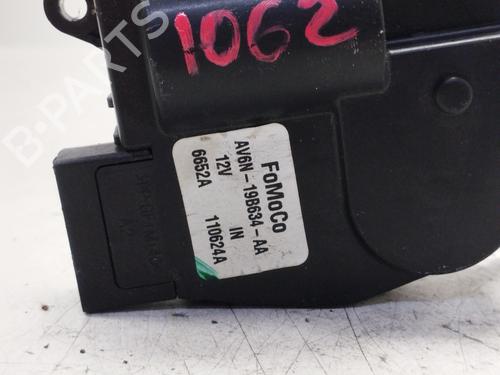 1062
B-PARTS
FoMoCo
AV6N-19B634-AA
12V IN
6652A 110624A